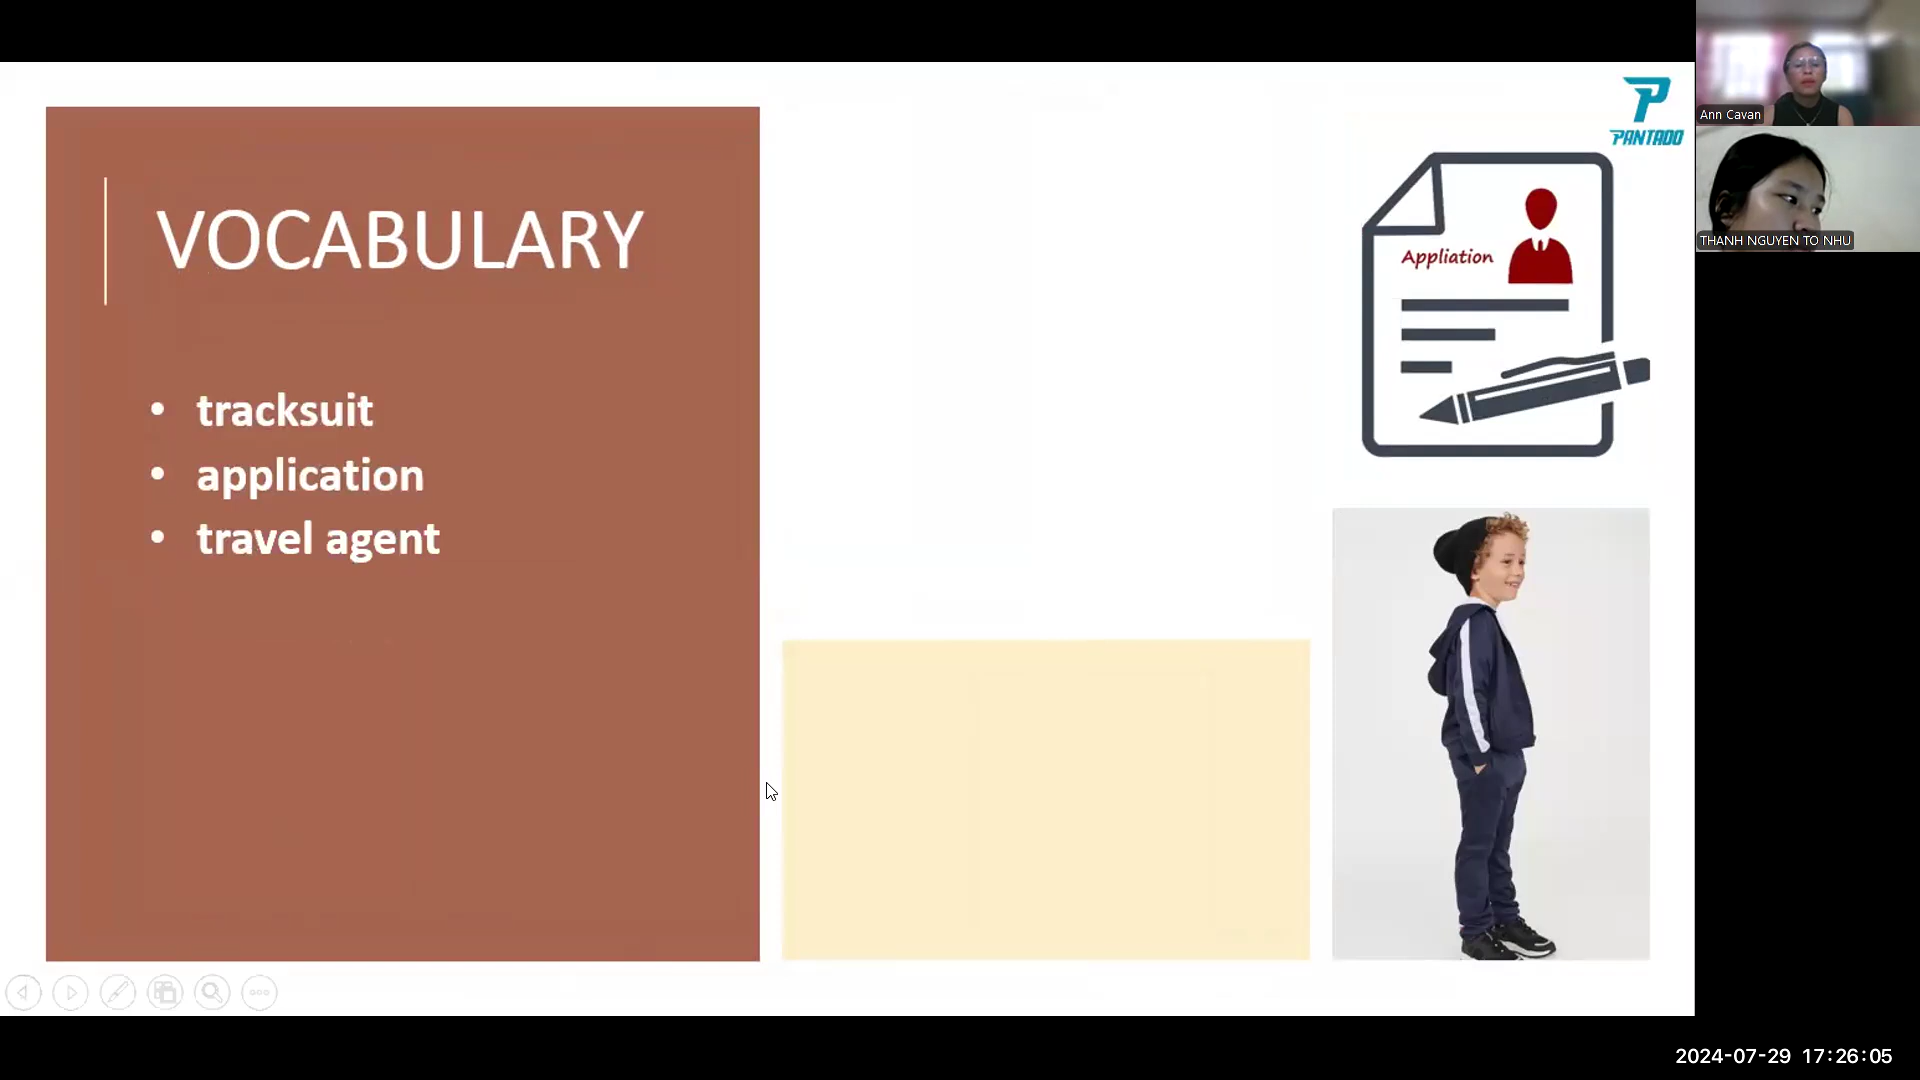 PANTADO
VOCABULARY
• tracksuit
• application
• travel agent
Appliation
Ann Cavan
THANH NGUYEN TO NHU
2024-07-29 17:26:05